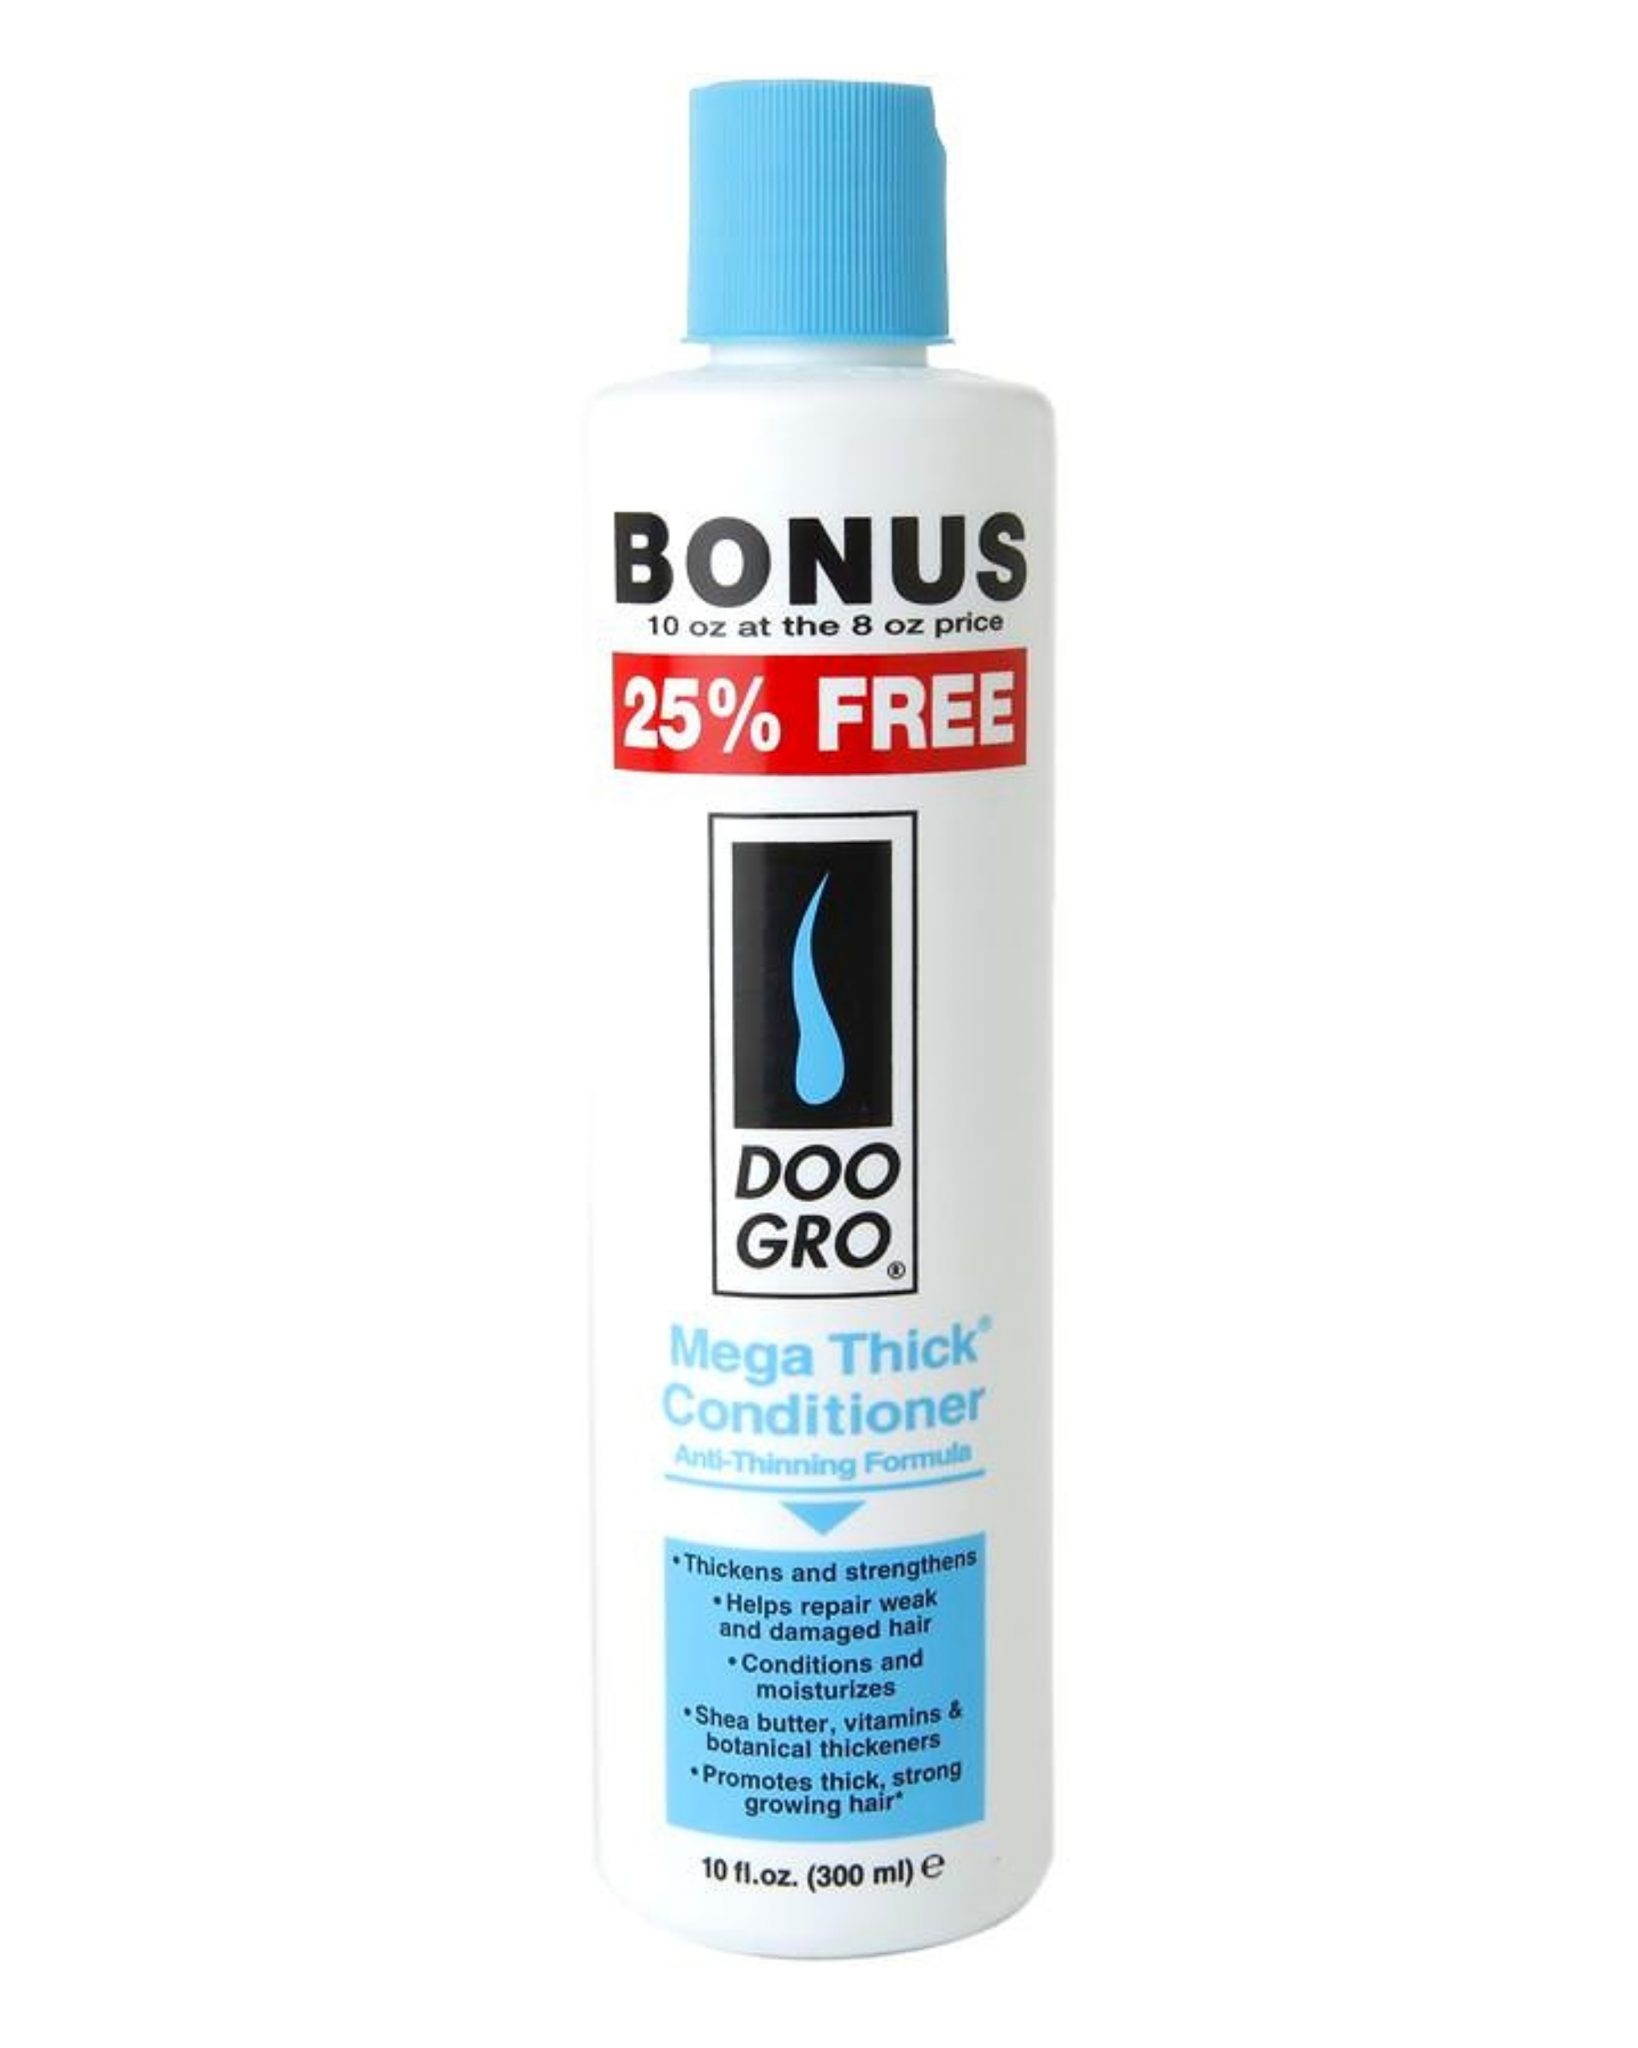 BONUS
10 oz at the 8 oz price
25% FREE
DOO
GRO®
Mega Thick®
Conditioner
Anti-Thinning Formula
•Thickens and strengthens
•Helps repair weak
and damaged hair
•Conditions and
moisturizes
•Shea butter, vitamins &
botanical thickeners
•Promotes thick, strong
growing hair*
10 fl.oz. (300 ml) ℮